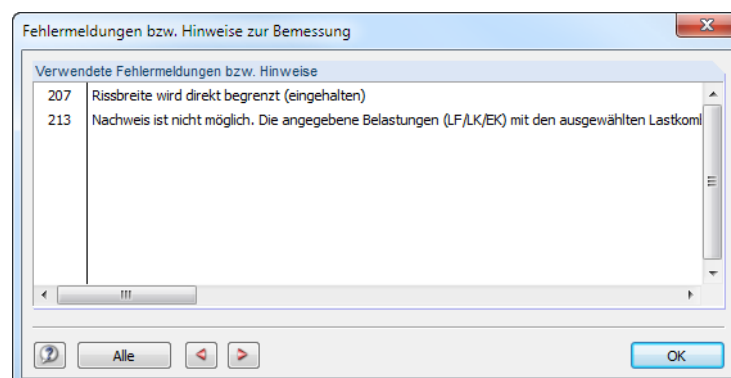 Fehlermeldungen bzw. Hinweise zur Bemessung
Verwendete Fehlermeldungen bzw. Hinweise
207 Rissbreite wird direkt begrenzt (eingehalten)
213 Nachweis ist nicht möglich. Die angegebene Belastungen (LF/LK/EK) mit den ausgewählten Lastkoml
Alle
OK